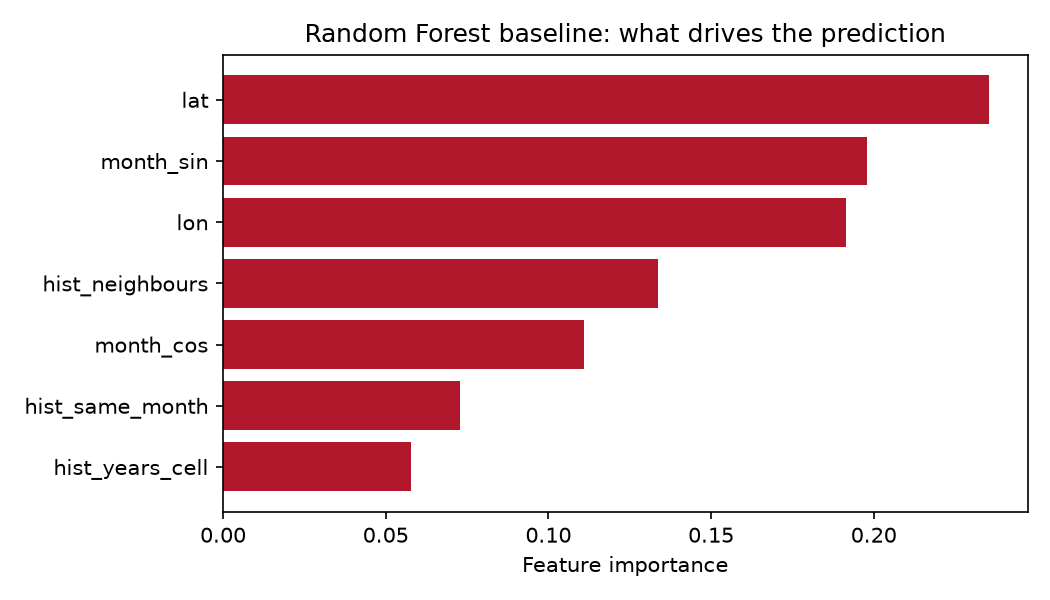 Random Forest baseline: what drives the prediction
lat
month_sin
lon
hist_neighbours
month_cos
hist_same_month
hist_years_cell
0.00 0.05 0.10 0.15 0.20
Feature importance